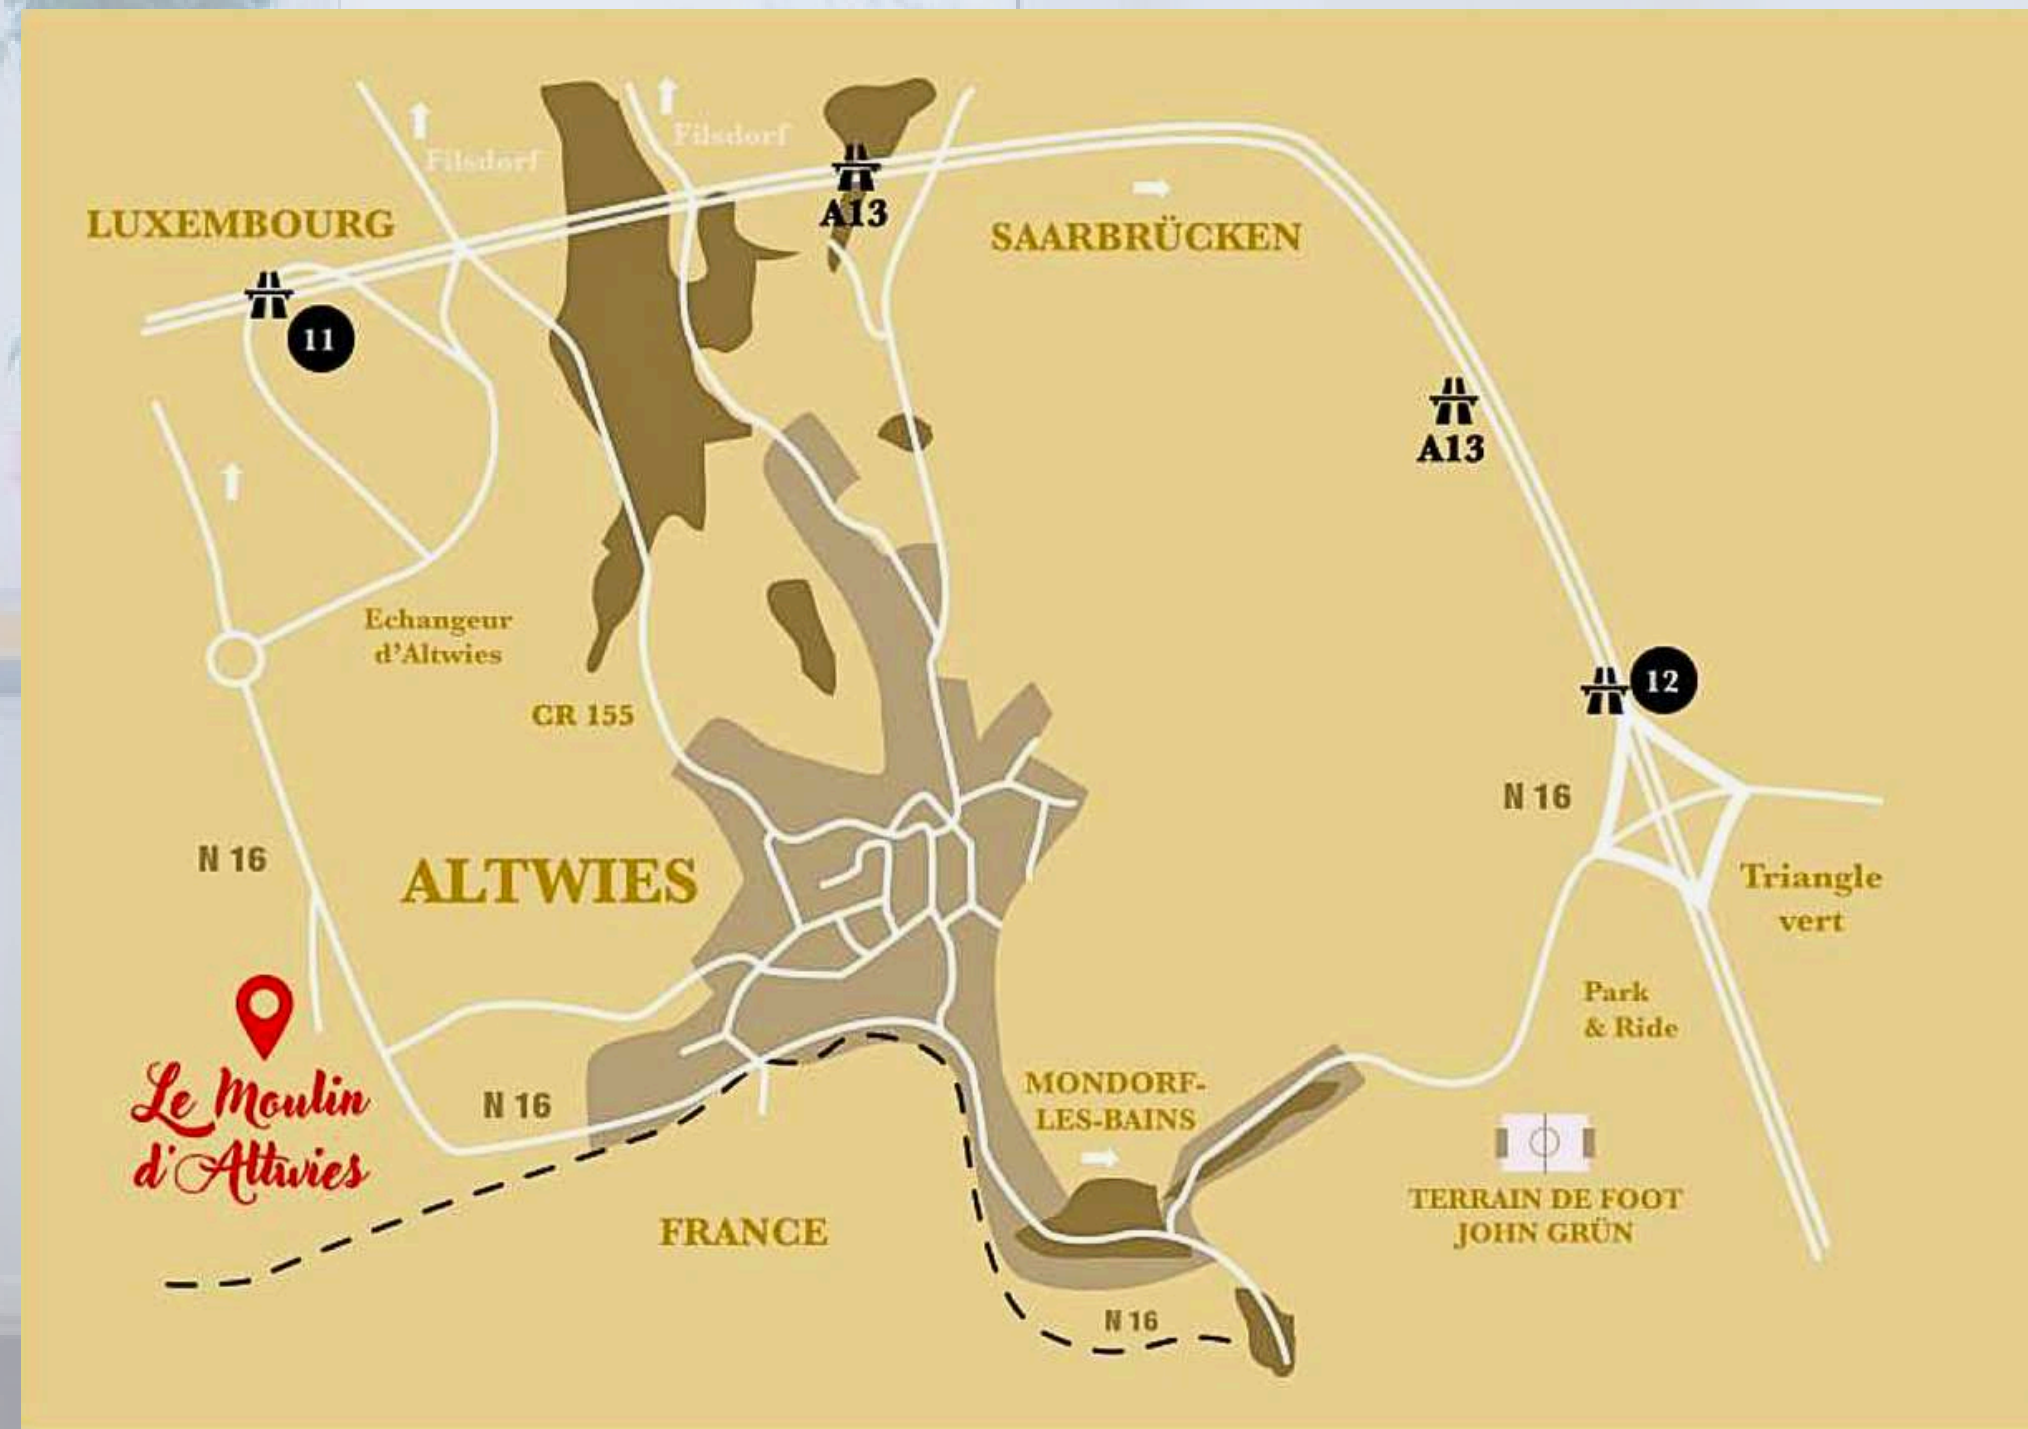 Filsdorf
Filsdorf
LUXEMBOURG
A13
SAARBRÜCKEN
11
A13
Echangeur
d'Altwies
CR 155
12
N 16
N 16
ALTWIES
Triangle
vert
Park
& Ride
Le Moulin
d'Altwies
N 16
MONDORF-
LES-BAINS
FRANCE
TERRAIN DE FOOT
JOHN GRÜN
N 16